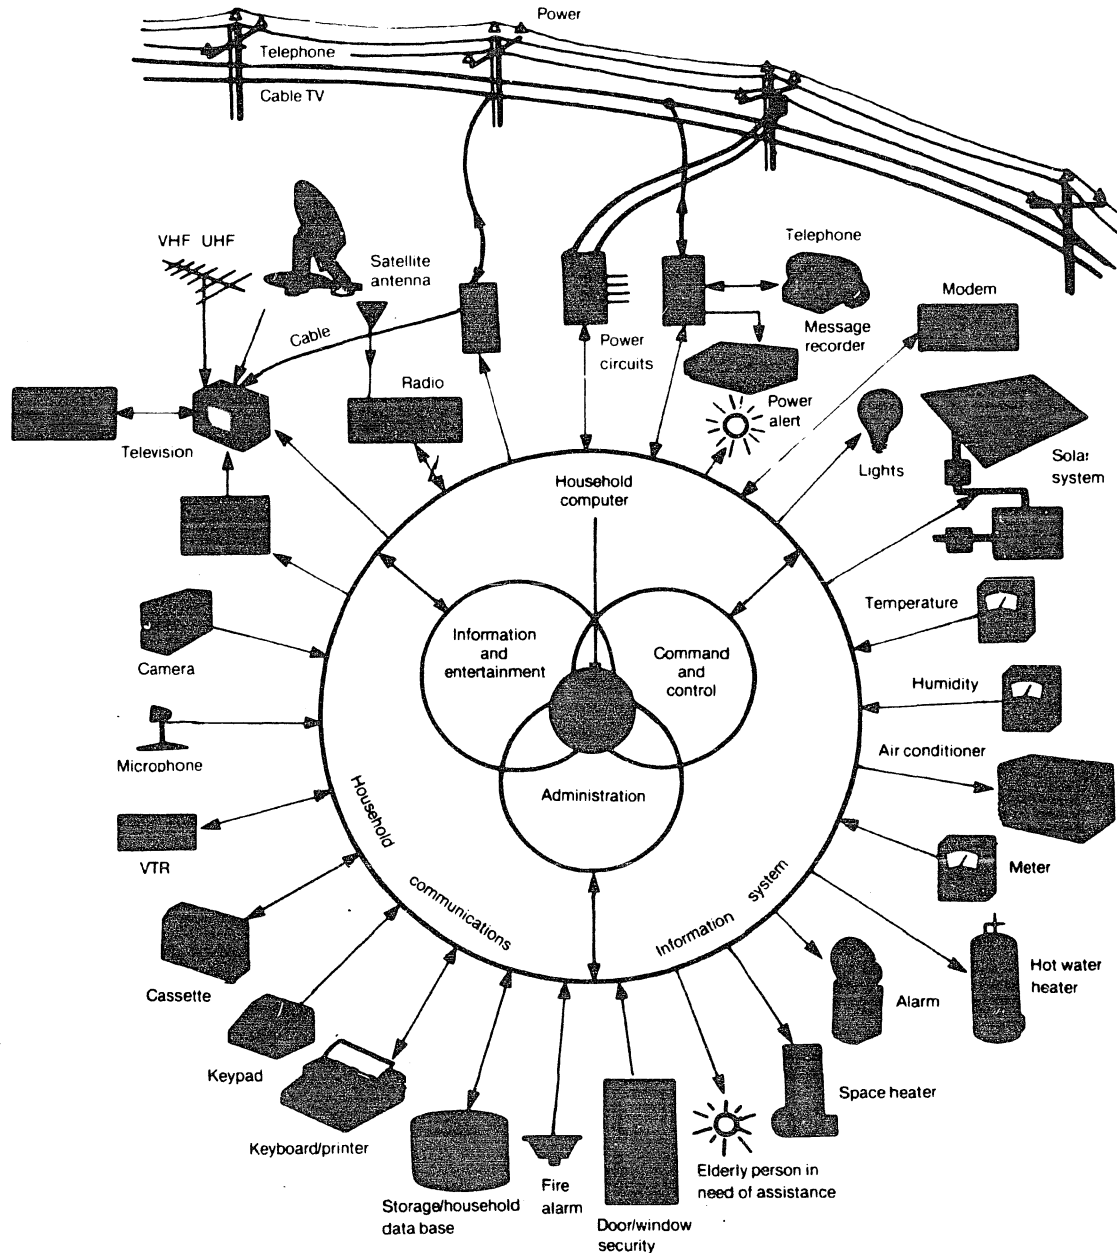 Power
Telephone
Cable TV
VHF UHF
Satellite
antenna
Telephone
Modem
Cable
Power
circuits
Message
recorder
Radio
Power
alert
Television
Lights
Solar
system
Household
computer
Temperature
Camera
Information
and
entertainment
Command
and
control
Humidity
Microphone
Air conditioner
Administration
Household
communications
Information
system
VTR
Meter
Cassette
Hot water
heater
Alarm
Keypad
Space heater
Keyboard/printer
Storage/household
data base
Fire
alarm
Door/window
security
Elderly person in
need of assistance